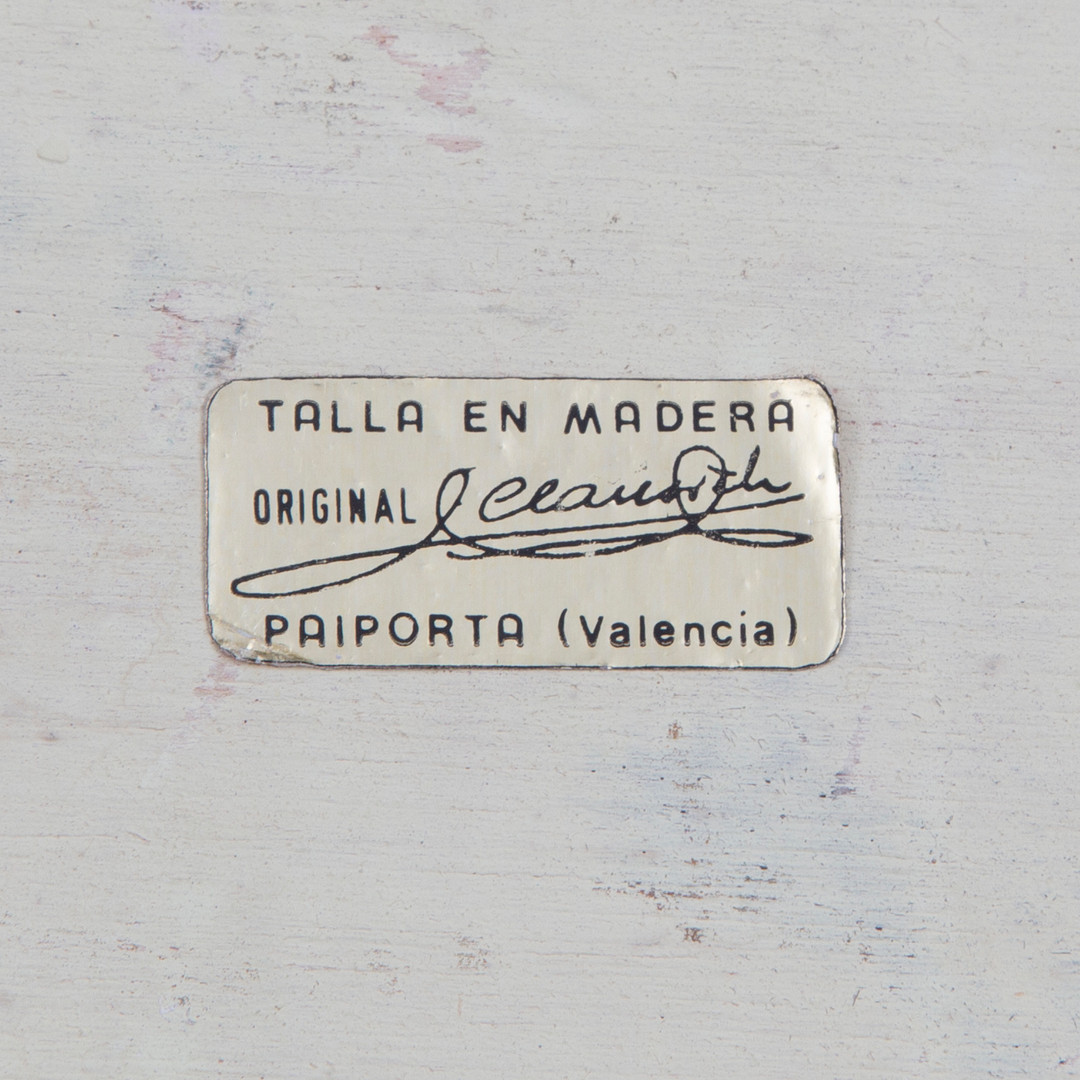 TALLA EN MADERA
ORIGINAL
PAIPORTA (Valencia)